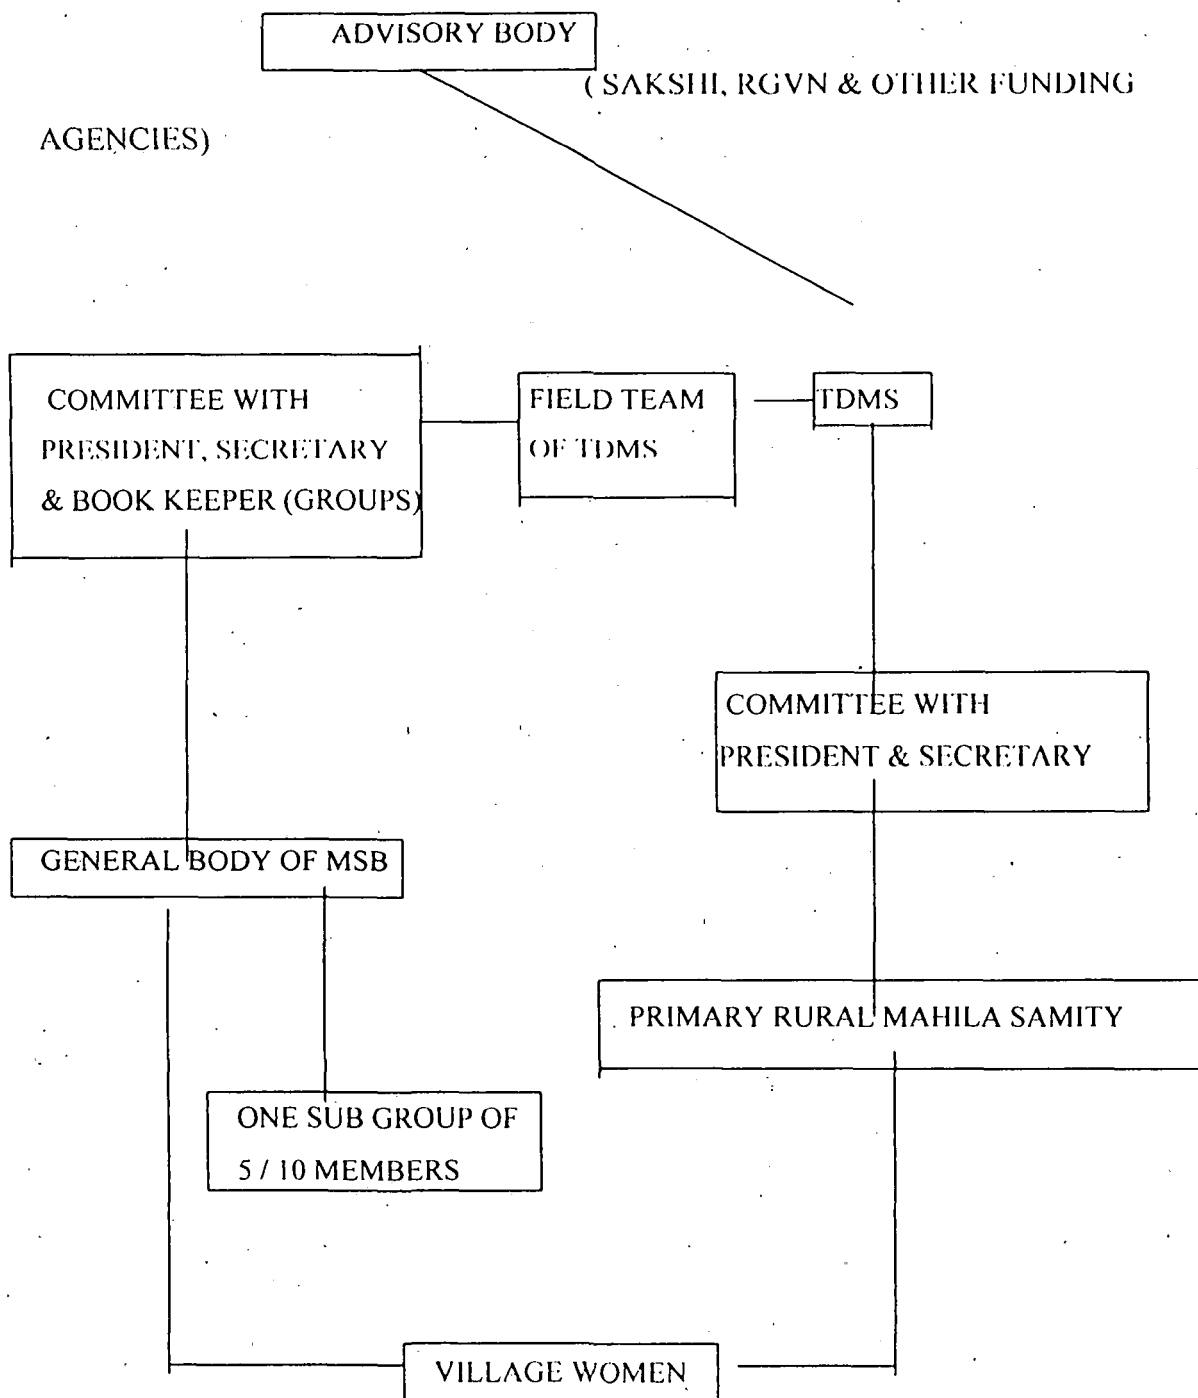 ADVISORY BODY
( SAKSHI, RGVN & OTHER FUNDING
AGENCIES)
COMMITTEE WITH
PRESIDENT, SECRETARY
& BOOK KEEPER (GROUPS)
FIELD TEAM
OF TDMS
TDMS
COMMITTEE WITH
PRESIDENT & SECRETARY
GENERAL BODY OF MSB
PRIMARY RURAL MAHILA SAMITY
ONE SUB GROUP OF
5 / 10 MEMBERS
VILLAGE WOMEN